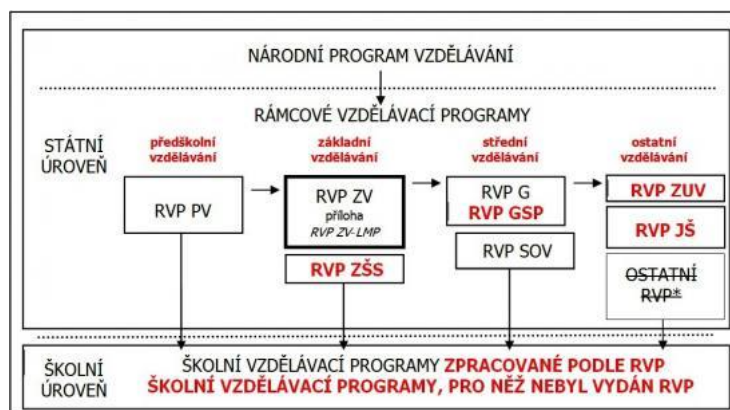 NÁRODNÍ PROGRAM VZDĚLÁVÁNÍ
RÁMCOVÉ VZDĚLÁVACÍ PROGRAMY
STÁTNÍ
ÚROVEŇ
předškolní
vzdělávání
základní
vzdělávání
střední
vzdělávání
ostatní
vzdělávání
RVP PV
RVP ZV
příloha
RVP ZV-LMP
RVP ZŠS
RVP G
RVP GSP
RVP SOV
RVP ZUV
RVP JŠ
OSTATNÍ
RVP*
ŠKOLNÍ
ÚROVEŇ
ŠKOLNÍ VZDĚLÁVACÍ PROGRAMY ZPRACOVANÉ PODLE RVP
ŠKOLNÍ VZDĚLÁVACÍ PROGRAMY, PRO NĚŽ NEBYL VYDÁN RVP